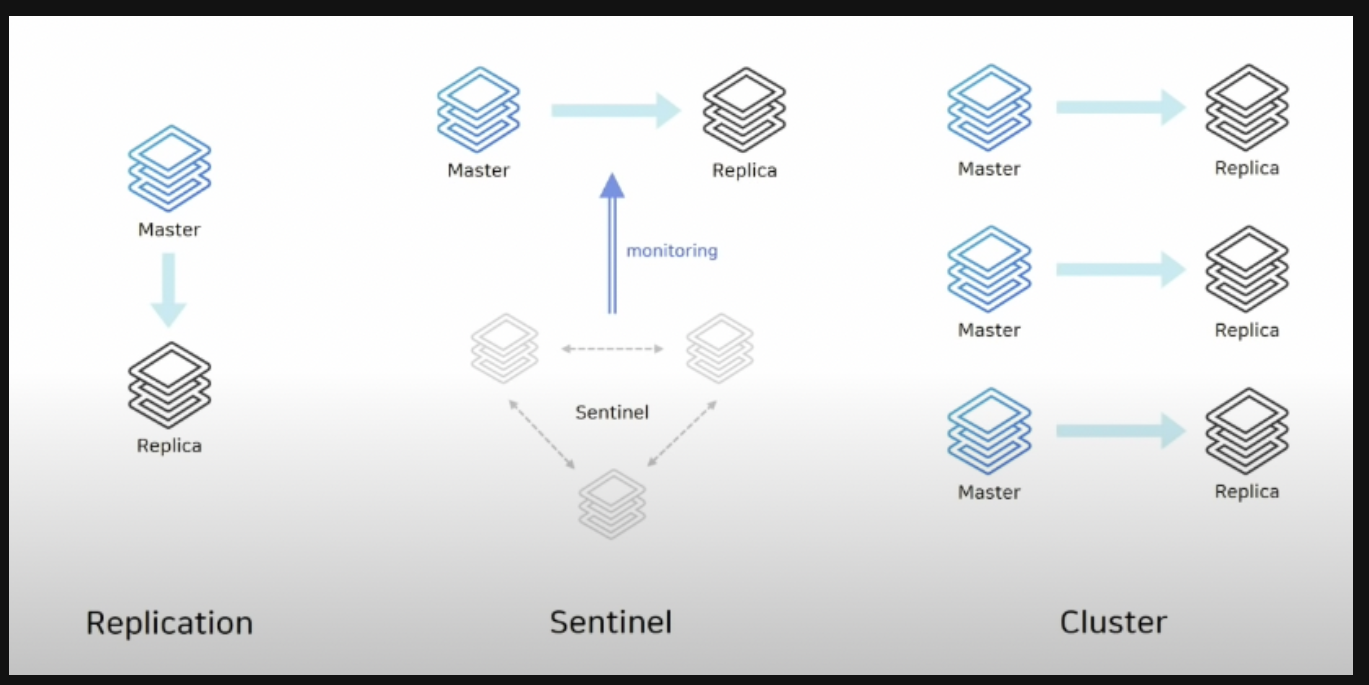 Master
Replica
Replication
Master
Replica
monitoring
Sentinel
Sentinel
Master
Replica
Master
Replica
Master
Replica
Cluster